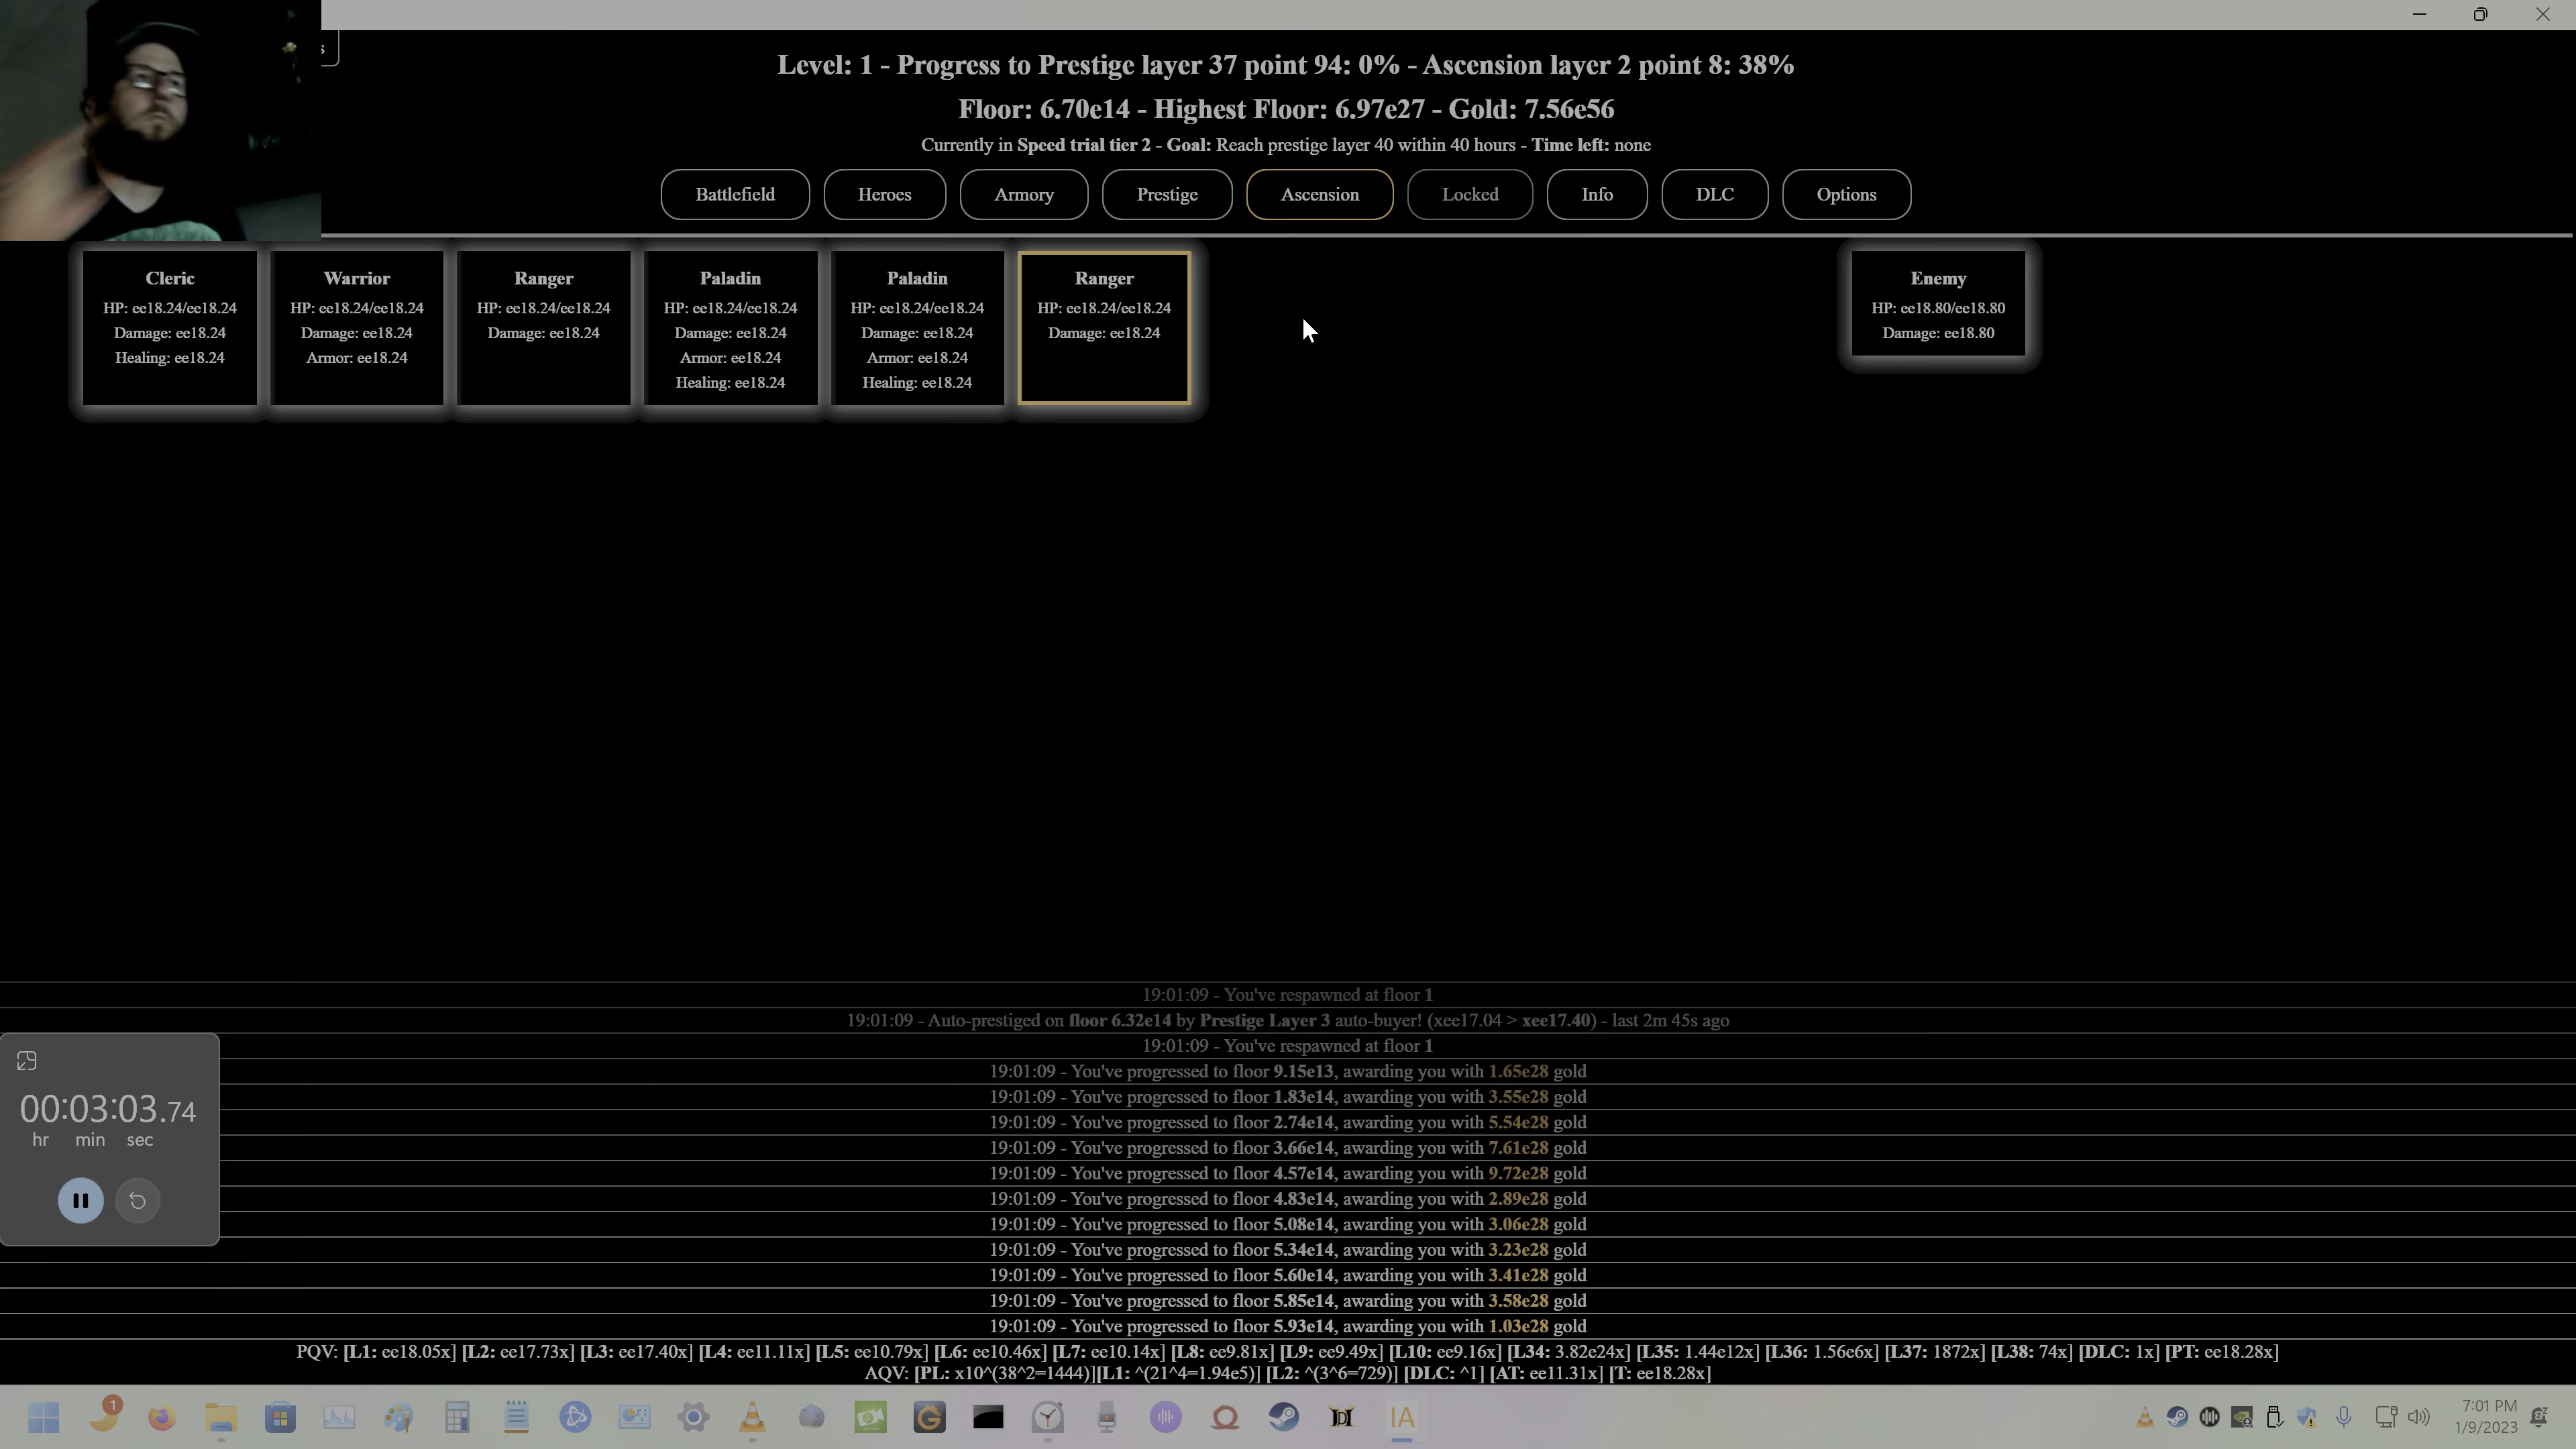 s
Level: 1 - Progress to Prestige layer 37 point 94: 0% - Ascension layer 2 point 8: 38%
Floor: 6.70e14 - Highest Floor: 6.97e27 - Gold: 7.56e56
Currently in Speed trial tier 2 - Goal: Reach prestige layer 40 within 40 hours - Time left: none
Battlefield Heroes Armory Prestige Ascension Locked Info DLC Options
Cleric
HP: ee18.24/ee18.24
Damage: ee18.24
Healing: ee18.24
Warrior
HP: ee18.24/ee18.24
Damage: ee18.24
Armor: ee18.24
Ranger
HP: ee18.24/ee18.24
Damage: ee18.24
Paladin
HP: ee18.24/ee18.24
Damage: ee18.24
Armor: ee18.24
Healing: ee18.24
Paladin
HP: ee18.24/ee18.24
Damage: ee18.24
Armor: ee18.24
Healing: ee18.24
Ranger
HP: ee18.24/ee18.24
Damage: ee18.24
Enemy
HP: ee18.80/ee18.80
Damage: ee18.80
19:01:09 - You've respawned at floor 1
19:01:09 - Auto-prestiged on floor 6.32e14 by Prestige Layer 3 auto-buyer! (xee17.04 > xee17.40) - last 2m 45s ago
19:01:09 - You've respawned at floor 1
19:01:09 - You've progressed to floor 9.15e13, awarding you with 1.65e28 gold
19:01:09 - You've progressed to floor 1.83e14, awarding you with 3.55e28 gold
19:01:09 - You've progressed to floor 2.74e14, awarding you with 5.54e28 gold
19:01:09 - You've progressed to floor 3.66e14, awarding you with 7.61e28 gold
19:01:09 - You've progressed to floor 4.57e14, awarding you with 9.72e28 gold
19:01:09 - You've progressed to floor 4.83e14, awarding you with 2.89e28 gold
19:01:09 - You've progressed to floor 5.08e14, awarding you with 3.06e28 gold
19:01:09 - You've progressed to floor 5.34e14, awarding you with 3.23e28 gold
19:01:09 - You've progressed to floor 5.60e14, awarding you with 3.41e28 gold
19:01:09 - You've progressed to floor 5.85e14, awarding you with 3.58e28 gold
19:01:09 - You've progressed to floor 5.93e14, awarding you with 1.03e28 gold
00:03:03.74
hr min sec
PQV: [L1: ee18.05x] [L2: ee17.73x] [L3: ee17.40x] [L4: ee11.11x] [L5: ee10.79x] [L6: ee10.46x] [L7: ee10.14x] [L8: ee9.81x] [L9: ee9.49x] [L10: ee9.16x] [L34: 3.82e24x] [L35: 1.44e12x] [L36: 1.56e6x] [L37: 1872x] [L38: 74x] [DLC: 1x] [PT: ee18.28x]
AQV: [PL: x10^(38^2=1444)][L1: ^(21^4=1.94e5)] [L2: ^(3^6=729)] [DLC: ^1] [AT: ee11.31x] [T: ee18.28x]
1
IA
7:01 PM
1/9/2023